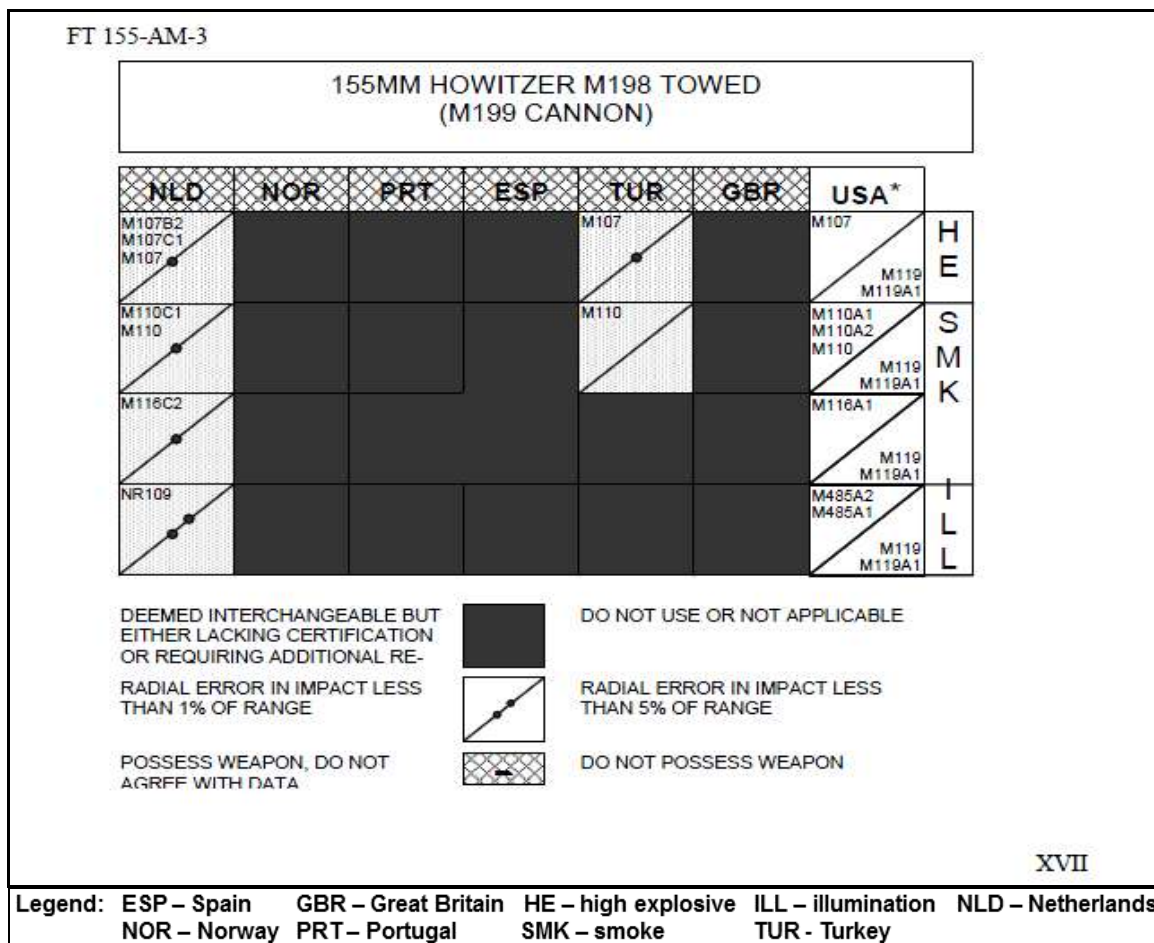 FT 155-AM-3
155MM HOWITZER M198 TOWED
(M199 CANNON)
NLD NOR PRT ESP TUR GBR USA*
M107B2
M107C1
M107
M107
M107
M119
M119A1
HE
M110C1
M110
M110
M110A1
M110A2
M110
M119
M119A1
SMK
M116C2
M116A1
M119
M119A1
NR109
M485A2
M485A1
M119
M119A1
ILL
DEEMED INTERCHANGEABLE BUT
EITHER LACKING CERTIFICATION
OR REQUIRING ADDITIONAL RE-
DO NOT USE OR NOT APPLICABLE
RADIAL ERROR IN IMPACT LESS
THAN 1% OF RANGE
RADIAL ERROR IN IMPACT LESS
THAN 5% OF RANGE
POSSESS WEAPON, DO NOT
AGREE WITH DATA
DO NOT POSSESS WEAPON
XVII
Legend: ESP – Spain GBR – Great Britain HE – high explosive ILL – illumination NLD – Netherlands
NOR – Norway PRT – Portugal SMK – smoke TUR - Turkey